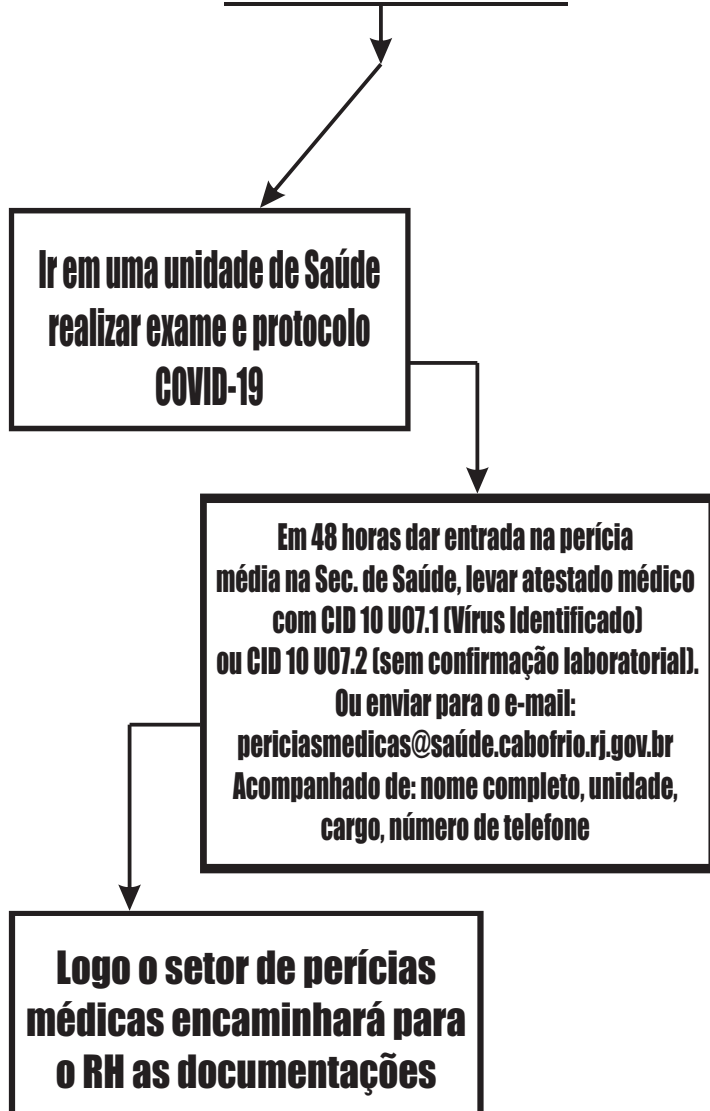 Ir em uma unidade de Saúde
realizar exame e protocolo
COVID-19
Em 48 horas dar entrada na perícia
média na Sec. de Saúde, levar atestado médico
com CID 10 U07.1 (Vírus Identificado)
ou CID 10 U07.2 (sem confirmação laboratorial).
Ou enviar para o e-mail:
periciasmedicas@saúde.cabofrio.rj.gov.br
Acompanhado de: nome completo, unidade,
cargo, número de telefone
Logo o setor de perícias
médicas encaminhará para
o RH as documentações